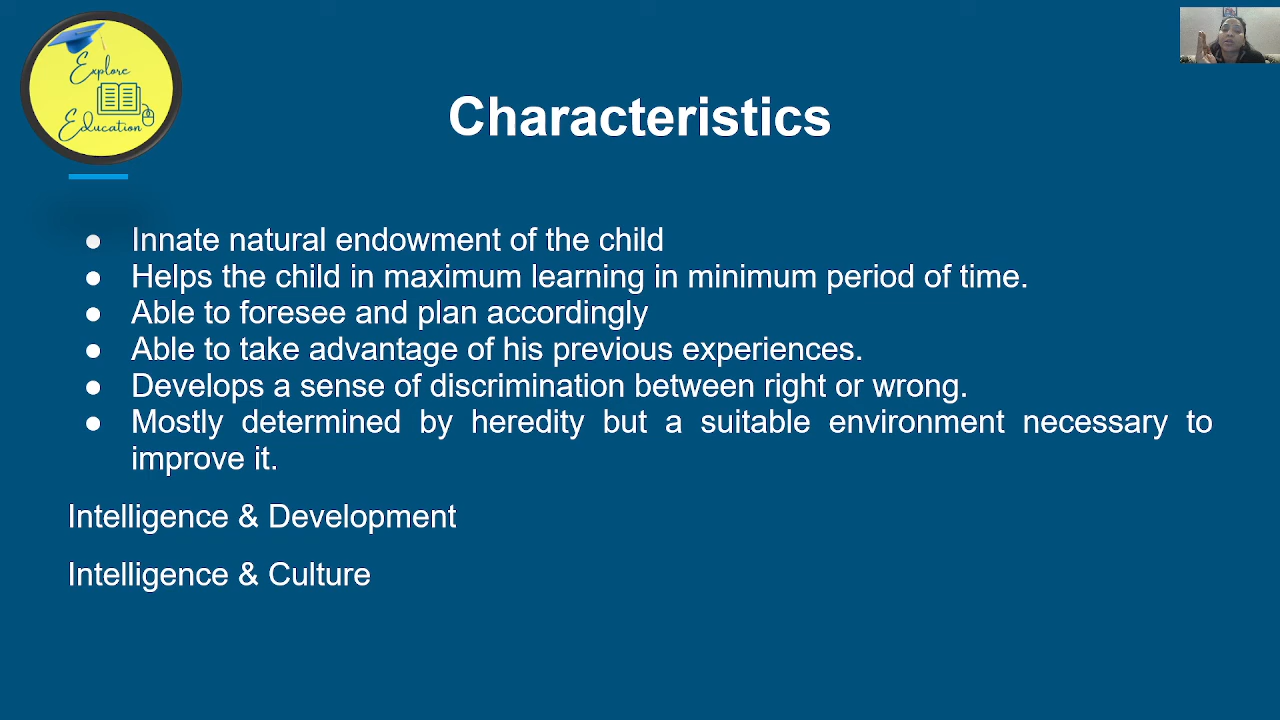 Explore
Education
Characteristics
● Innate natural endowment of the child
● Helps the child in maximum learning in minimum period of time.
● Able to foresee and plan accordingly
● Able to take advantage of his previous experiences.
● Develops a sense of discrimination between right or wrong.
● Mostly determined by heredity but a suitable environment necessary to
improve it.
Intelligence & Development
Intelligence & Culture